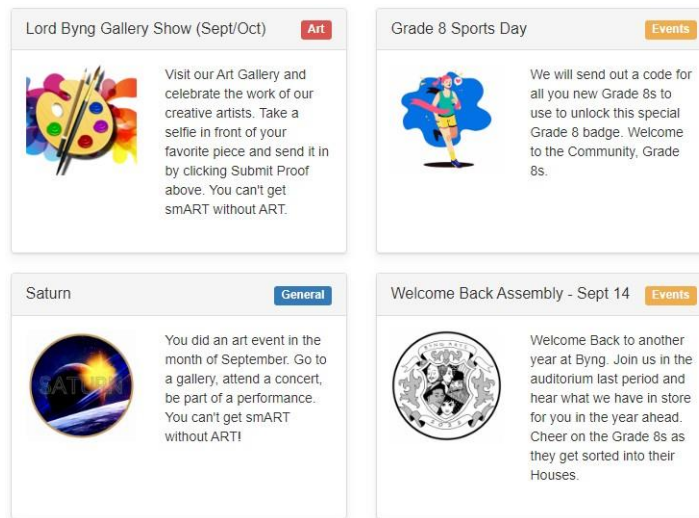 Lord Byng Gallery Show (Sept/Oct) Art
Visit our Art Gallery and
celebrate the work of our
creative artists. Take a
selfie in front of your
favorite piece and send it in
by clicking Submit Proof
above. You can't get
smART without ART.
Grade 8 Sports Day Events
We will send out a code for
all you new Grade 8s to
use to unlock this special
Grade 8 badge. Welcome
to the Community, Grade
8s.
Saturn General
SATURN
You did an art event in the
month of September. Go to
a gallery, attend a concert,
be part of a performance.
You can't get smART
without ART!
Welcome Back Assembly - Sept 14 Events
BYNG ARTS
Welcome Back to another
year at Byng. Join us in the
auditorium last period and
hear what we have in store
for you in the year ahead.
Cheer on the Grade 8s as
they get sorted into their
Houses.